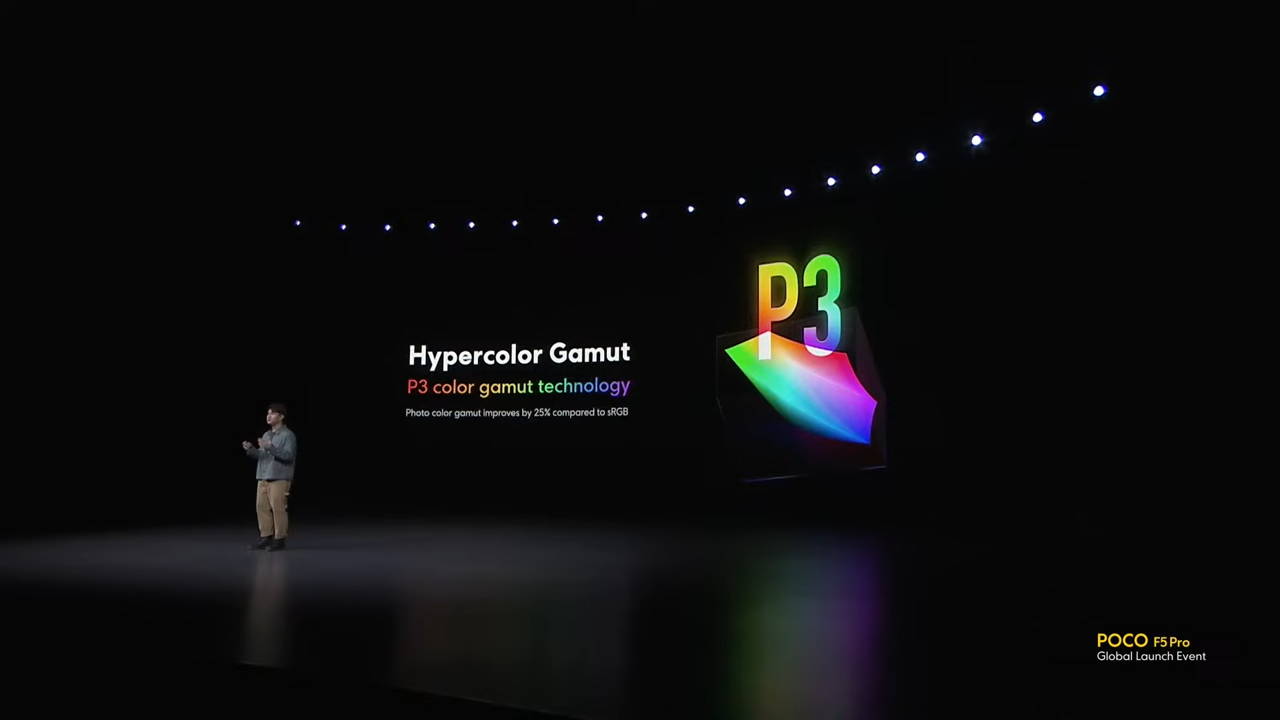 P3
Hypercolor Gamut
P3 color gamut technology
Photo color gamut improves by 25% compared to sRGB
POCO F5 Pro
Global Launch Event